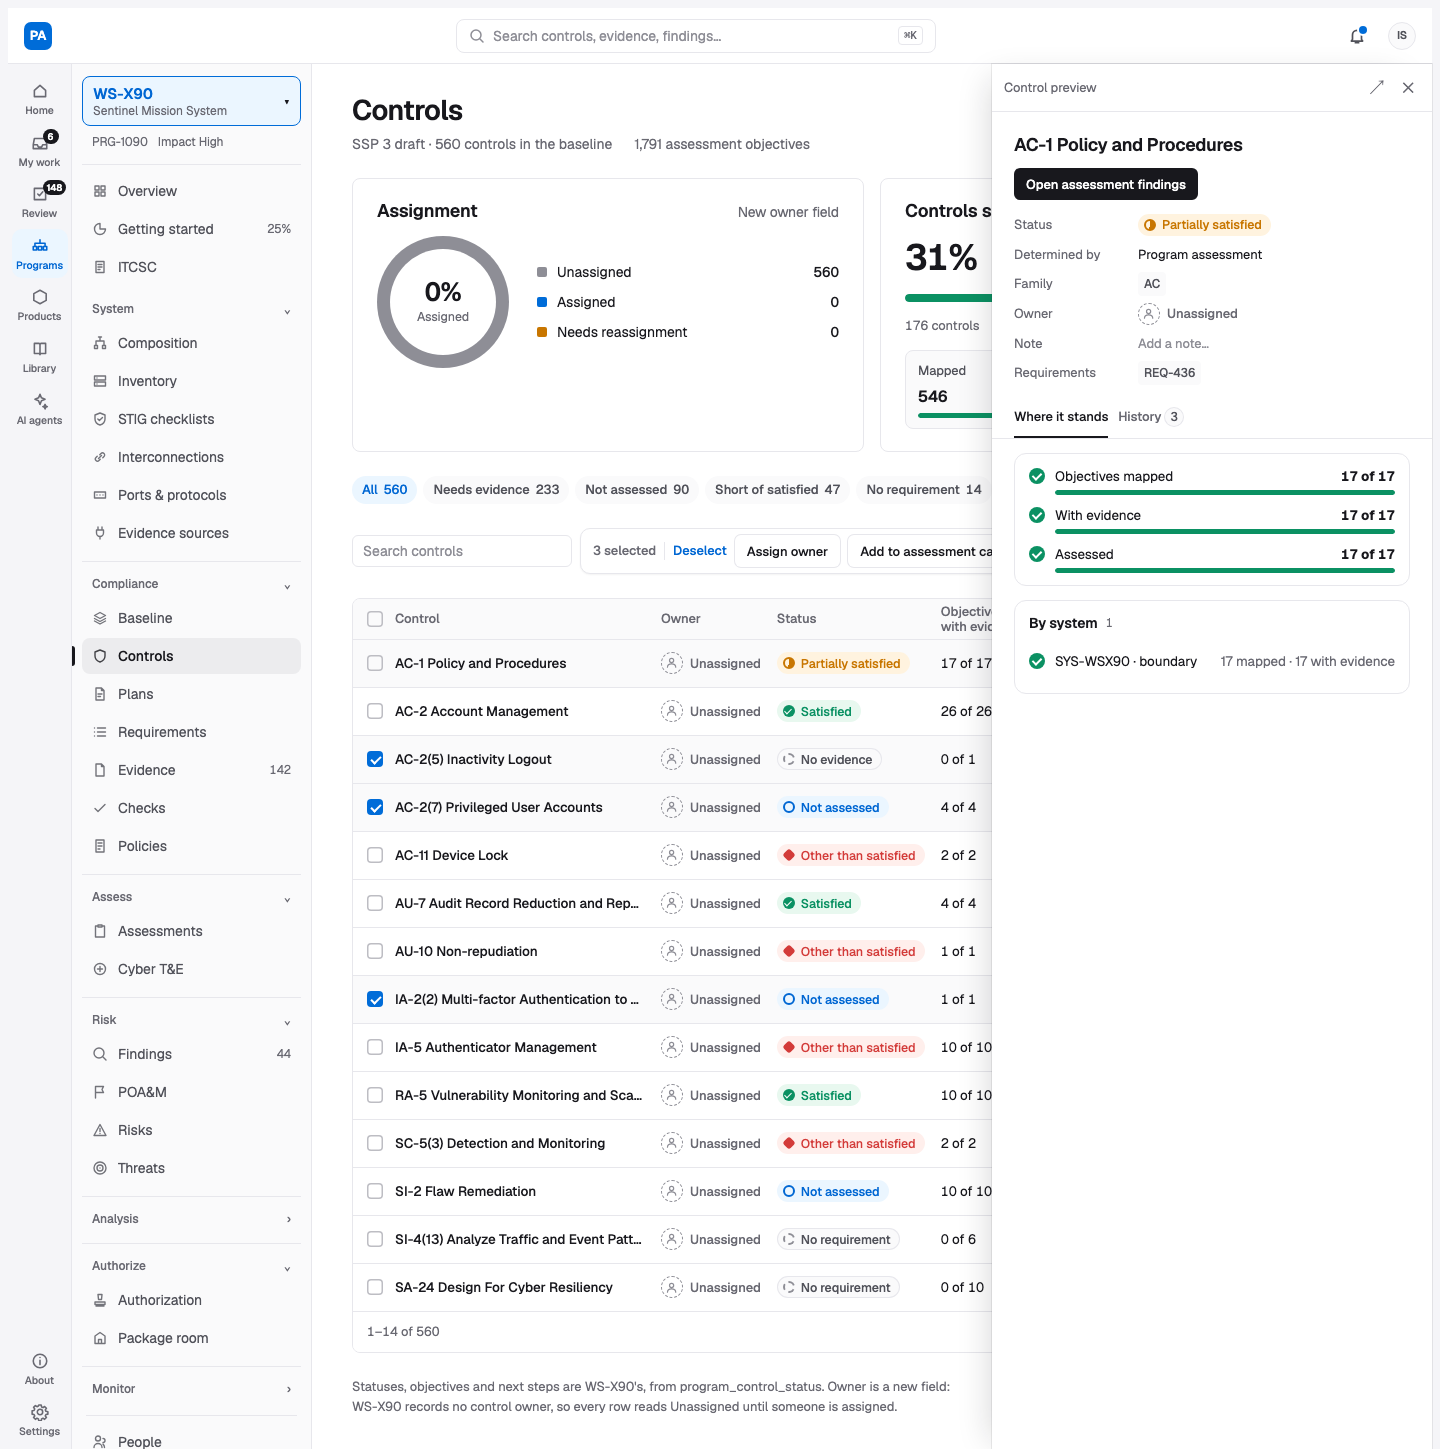 PA
Search controls, evidence, findings...
⌘K
IS
Home
6
My work
148
Review
Programs
Products
Library
AI agents
About
Settings
WS-X90
Sentinel Mission System
PRG-1090 Impact High
Overview
Getting started 25%
ITCSC
System
Composition
Inventory
STIG checklists
Interconnections
Ports & protocols
Evidence sources
Compliance
Baseline
Controls
Plans
Requirements
Evidence 142
Checks
Policies
Assess
Assessments
Cyber T&E
Risk
Findings 44
POA&M
Risks
Threats
Analysis
Authorize
Authorization
Package room
Monitor
People
Controls
SSP 3 draft · 560 controls in the baseline 1,791 assessment objectives
Assignment New owner field
0%
Assigned
Unassigned 560
Assigned 0
Needs reassignment 0
Controls s
31%
176 controls
Mapped
546
All 560 Needs evidence 233 Not assessed 90 Short of satisfied 47 No requirement 14
Search controls 3 selected Deselect Assign owner Add to assessment ca
Control Owner Status Objective
with evid
AC-1 Policy and Procedures Unassigned Partially satisfied 17 of 17
AC-2 Account Management Unassigned Satisfied 26 of 26
AC-2(5) Inactivity Logout Unassigned No evidence 0 of 1
AC-2(7) Privileged User Accounts Unassigned Not assessed 4 of 4
AC-11 Device Lock Unassigned Other than satisfied 2 of 2
AU-7 Audit Record Reduction and Rep... Unassigned Satisfied 4 of 4
AU-10 Non-repudiation Unassigned Other than satisfied 1 of 1
IA-2(2) Multi-factor Authentication to ... Unassigned Not assessed 1 of 1
IA-5 Authenticator Management Unassigned Other than satisfied 10 of 10
RA-5 Vulnerability Monitoring and Sca... Unassigned Satisfied 10 of 10
SC-5(3) Detection and Monitoring Unassigned Other than satisfied 2 of 2
SI-2 Flaw Remediation Unassigned Not assessed 10 of 10
SI-4(13) Analyze Traffic and Event Patt... Unassigned No requirement 0 of 6
SA-24 Design For Cyber Resiliency Unassigned No requirement 0 of 10
1–14 of 560
Statuses, objectives and next steps are WS-X90's, from program_control_status. Owner is a new field:
WS-X90 records no control owner, so every row reads Unassigned until someone is assigned.
Control preview
AC-1 Policy and Procedures
Open assessment findings
Status Partially satisfied
Determined by Program assessment
Family AC
Owner Unassigned
Note Add a note...
Requirements REQ-436
Where it stands History 3
Objectives mapped 17 of 17
With evidence 17 of 17
Assessed 17 of 17
By system 1
SYS-WSX90 · boundary 17 mapped · 17 with evidence